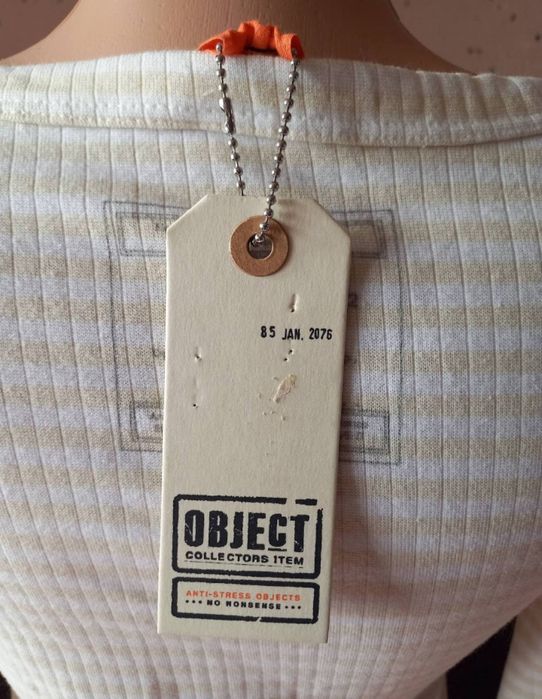 85 JAN. 2076
OBJECT
COLLECTORS ITEM
ANTI-STRESS OBJECTS
••• NO NONSENSE •••